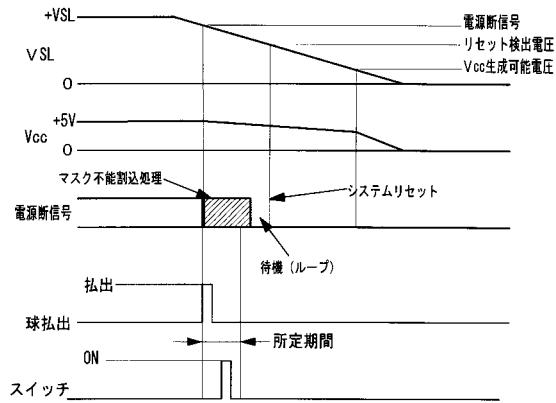 +VSL
電源断信号
リセット検出電圧
VSL
Vcc生成可能電圧
0
+5V
Vcc
0
マスク不能割込処理
システムリセット
電源断信号
待機(ループ)
払出
球払出
所定期間
ON
スイッチ